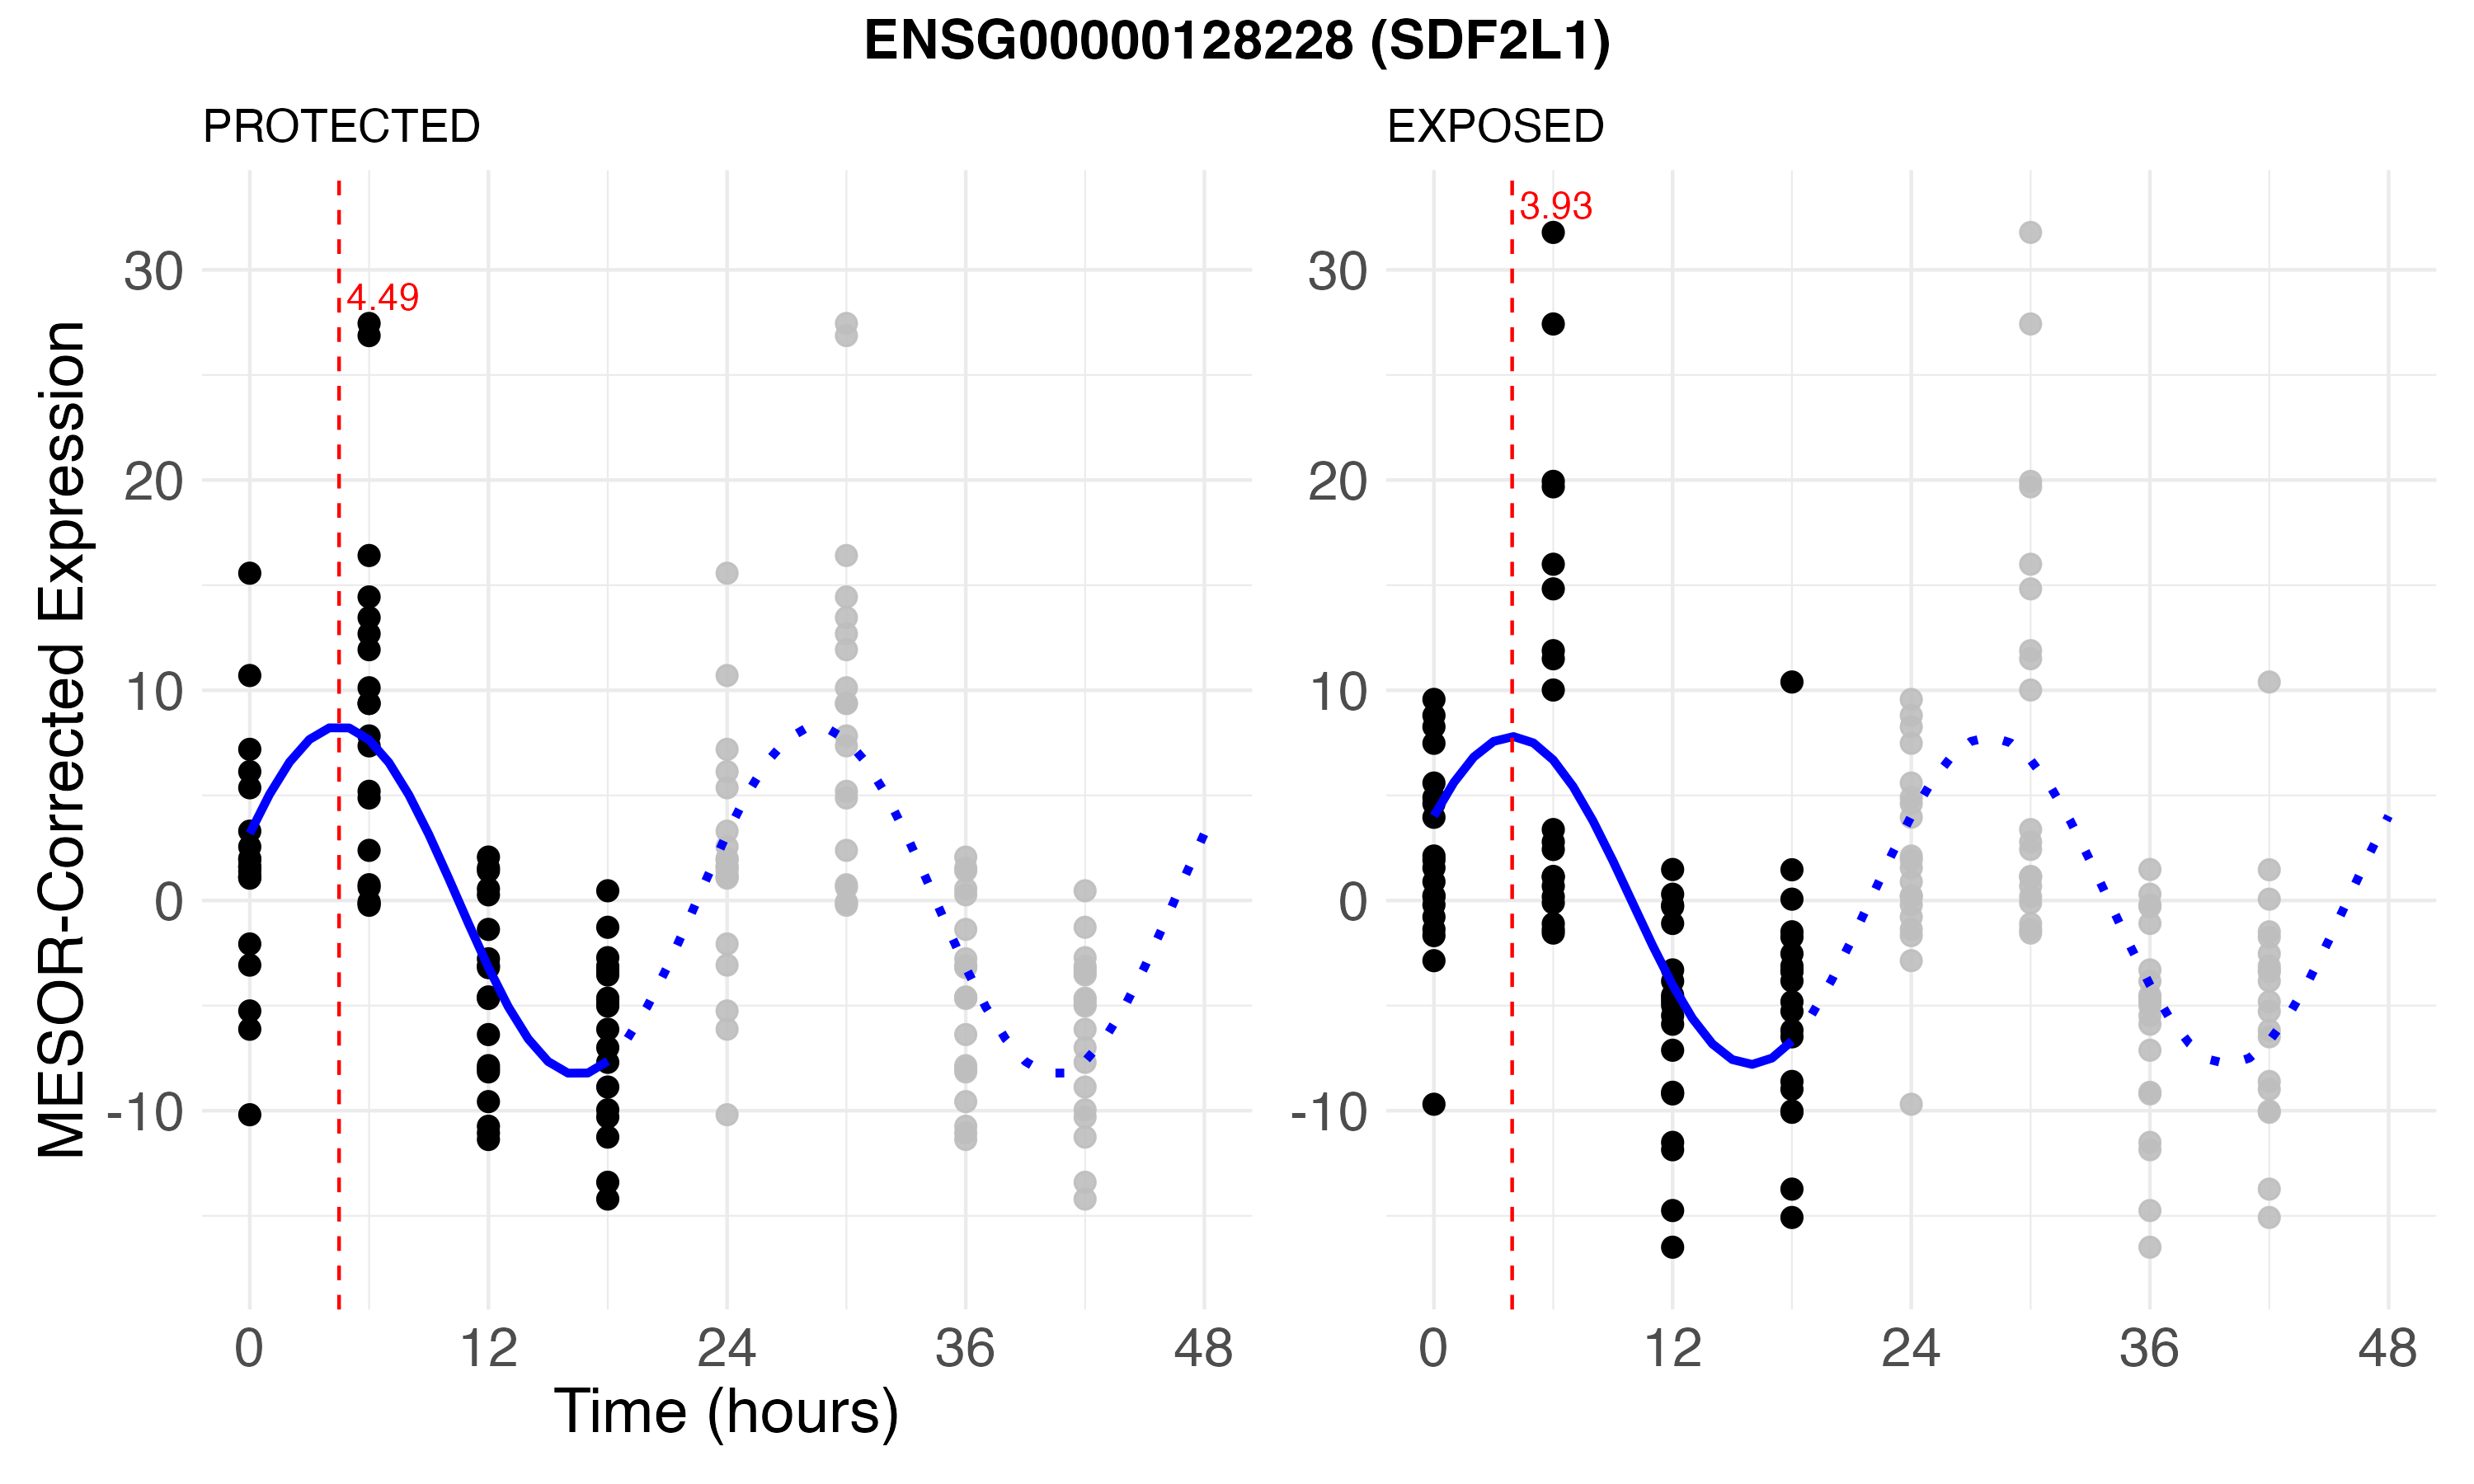 ENSG00000128228 (SDF2L1)
PROTECTED
EXPOSED
MESOR-Corrected Expression
30
20
10
0
-10
4.49
0 12 24 36 48
30
20
10
0
-10
3.93
0 12 24 36 48
Time (hours)